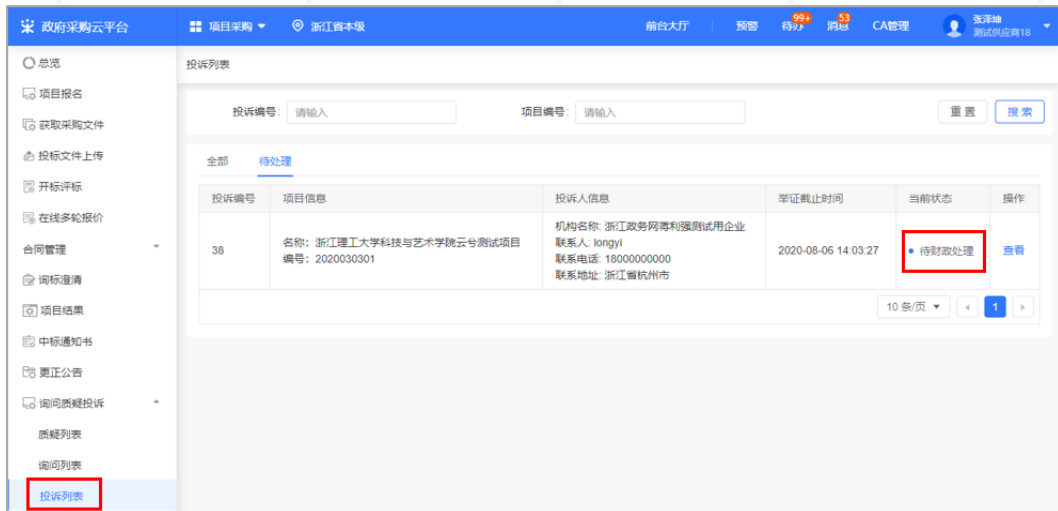 政府采购云平台 项目采购 浙江省本级 前台大厅 预警 待办 99+ 消息 53 CA管理 张泽坤
测试供应商18
总览
投诉列表
项目报名
获取采购文件
投标文件上传
开标评标
在线多轮报价
合同管理
询标澄清
项目结果
中标通知书
更正公告
询问质疑投诉
质疑列表
询问列表
投诉列表
投诉编号: 请输入 项目编号: 请输入 重置 搜索
全部 待处理
投诉编号 项目信息 投诉人信息 举证截止时间 当前状态 操作
38 名称: 浙江理工大学科技与艺术学院云兮测试项目
编号: 2020030301
机构名称: 浙江政务网蒋利强测试用企业
联系人: longyi
联系电话: 18000000000
联系地址: 浙江省杭州市
2020-08-06 14:03:27 待财政处理 查看
10 条/页 1